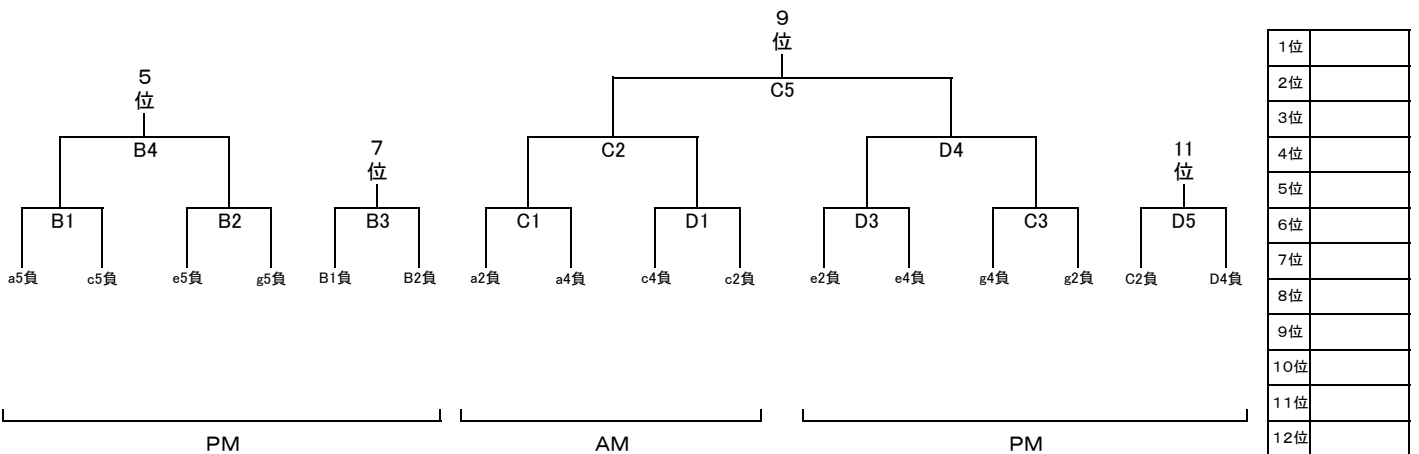 9
位
C5
5
位
B4
7
位
C2
D4
11
位
B1
B2
B3
C1
D1
D3
C3
D5
a5負
c5負
e5負
g5負
B1負
B2負
a2負
a4負
c4負
c2負
e2負
e4負
g4負
g2負
C2負
D4負
PM
AM
PM
1位
2位
3位
4位
5位
6位
7位
8位
9位
10位
11位
12位